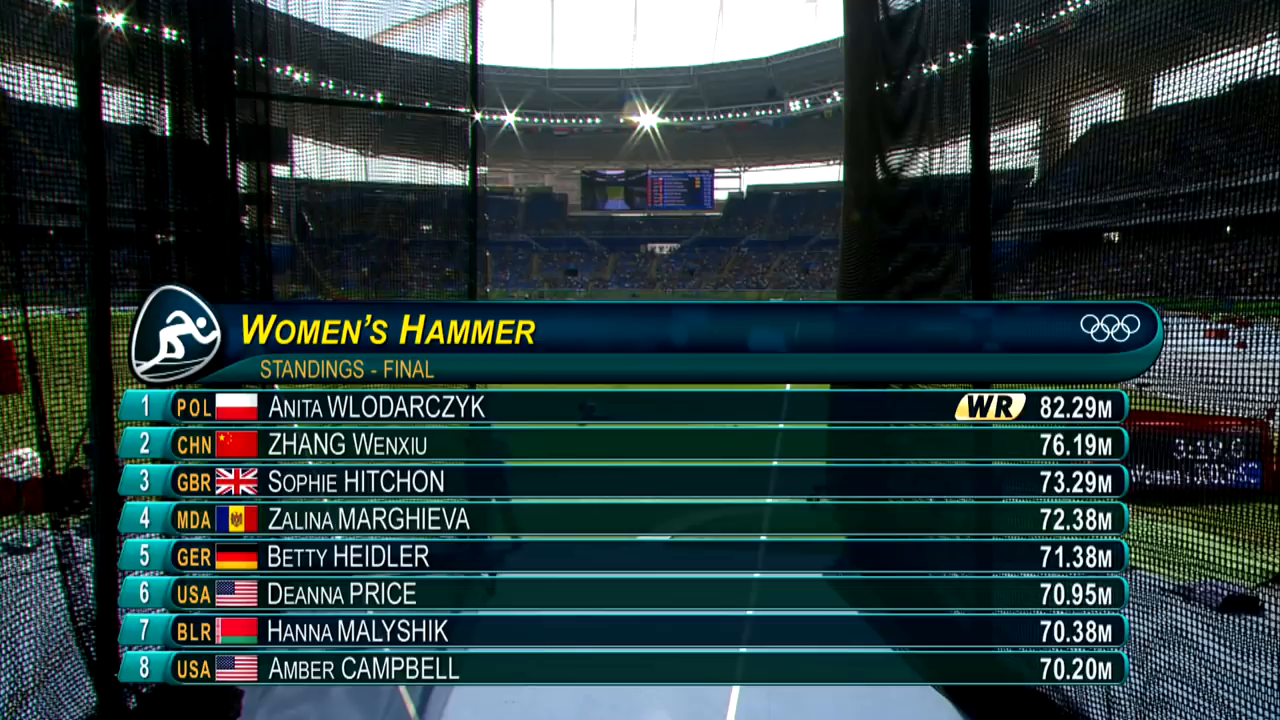 WOMEN'S HAMMER
STANDINGS - FINAL
1 POL ANITA WLODARCZYK WR 82.29M
2 CHN ZHANG WENXIU 76.19M
3 GBR SOPHIE HITCHON 73.29M
4 MDA ZALINA MARGHIEVA 72.38M
5 GER BETTY HEIDLER 71.38M
6 USA DEANNA PRICE 70.95M
7 BLR HANNA MALYSHIK 70.38M
8 USA AMBER CAMPBELL 70.20M